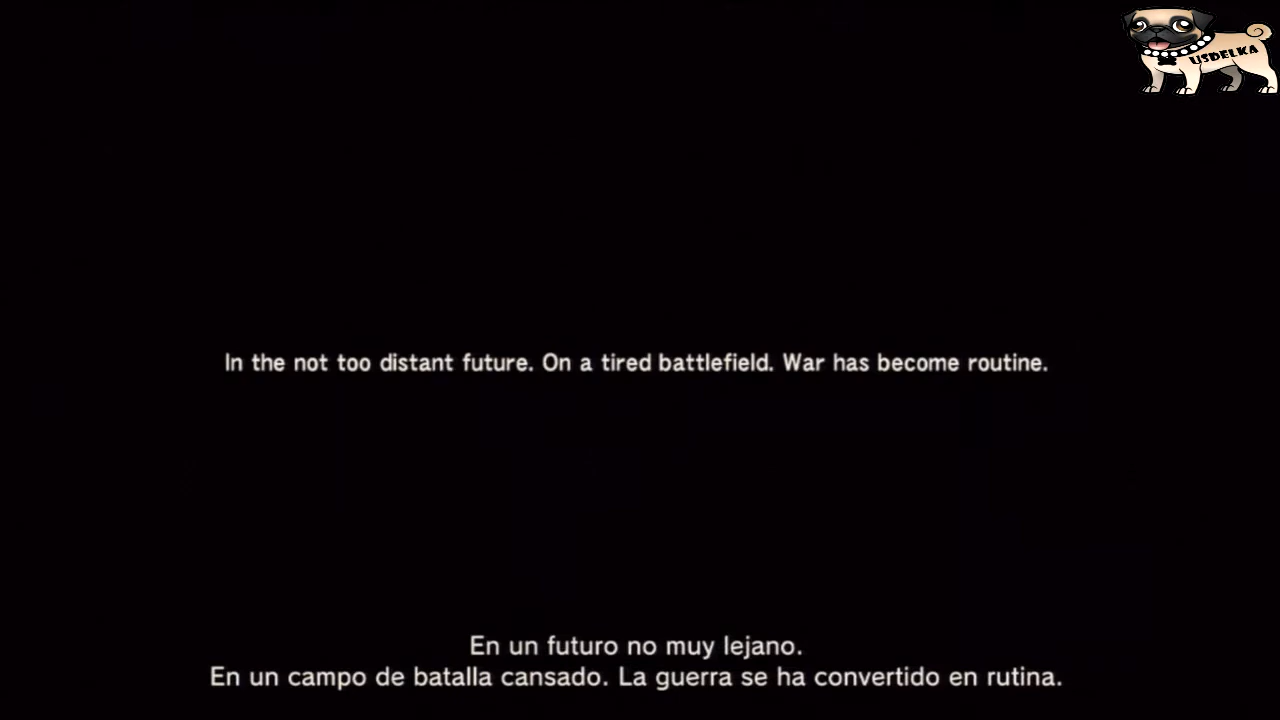 USDELKA
In the not too distant future. On a tired battlefield. War has become routine.
En un futuro no muy lejano.
En un campo de batalla cansado. La guerra se ha convertido en rutina.